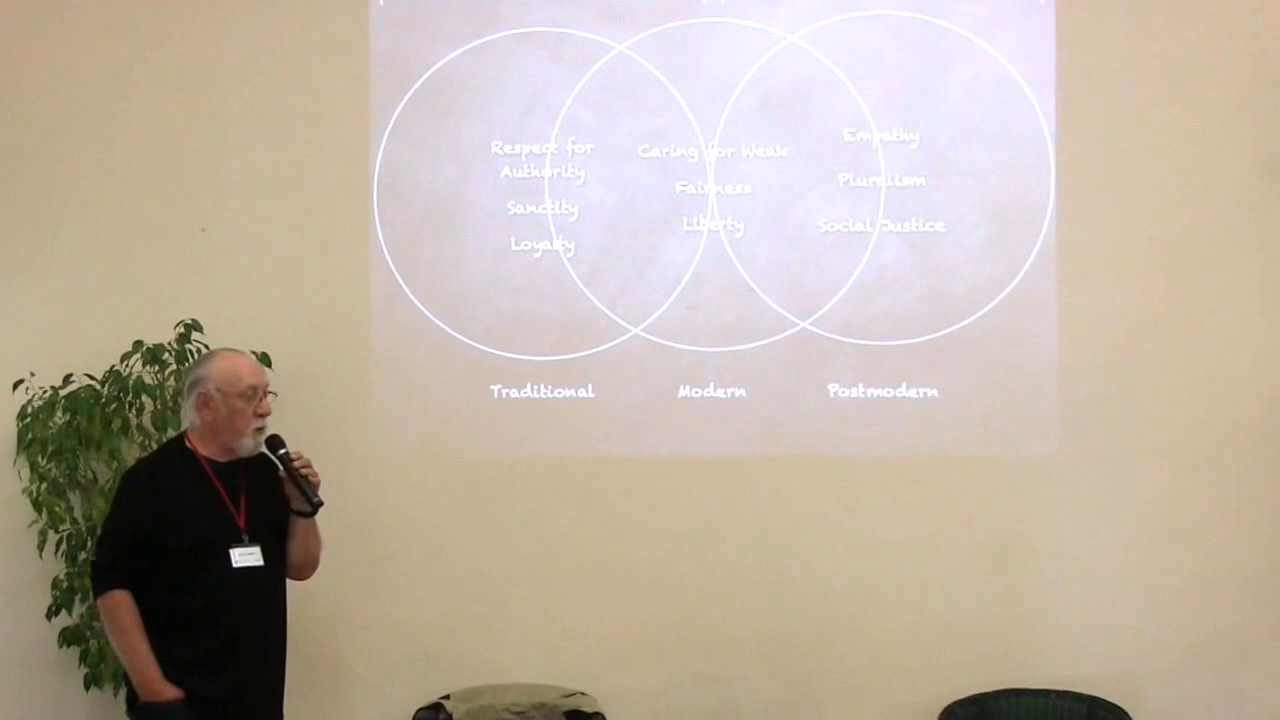 Respect for
Authority
Sanctity
Loyalty
Caring for Weak
Fairness
Liberty
Empathy
Pluralism
Social Justice
Traditional
Modern
Postmodern